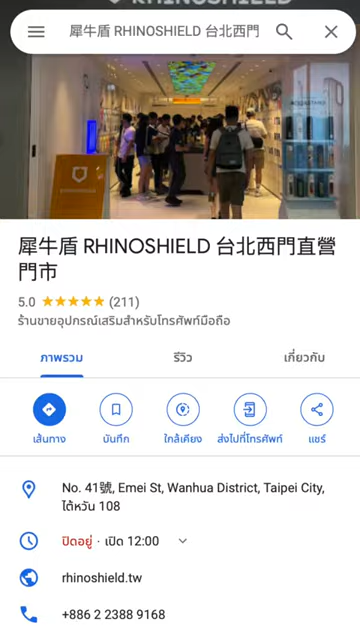 RHINOSHIELD
犀牛盾 RHINOSHIELD 台北西門
RHINOSHIELD
犀牛盾 RHINOSHIELD 台北西門直營
門市
5.0 ★★★★★ (211)
ร้านขายอุปกรณ์เสริมสำหรับโทรศัพท์มือถือ
ภาพรวม รีวิว เกี่ยวกับ
เส้นทาง บันทึก ใกล้เคียง ส่งไปที่โทรศัพท์ แชร์
No. 41號, Emei St, Wanhua District, Taipei City,
ไต้หวัน 108
ปิดอยู่ · เปิด 12:00
rhinoshield.tw
+886 2 2388 9168